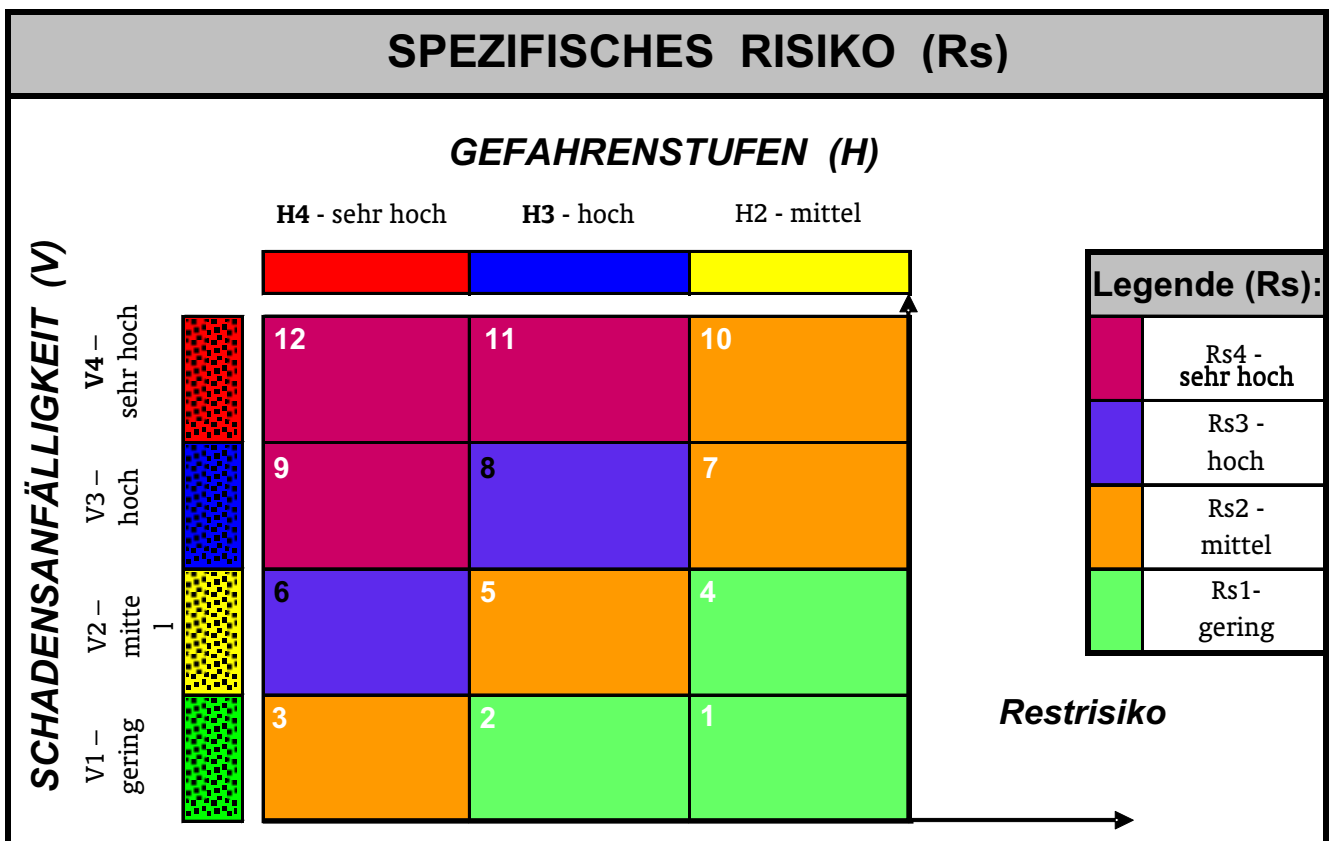 SPEZIFISCHES RISIKO (Rs)
GEFAHRENSTUFEN (H)
H4 - sehr hoch H3 - hoch H2 - mittel
SCHADENSANFÄLLIGKEIT (V)
V4 –
sehr hoch
12 11 10
V3 –
hoch
9 8 7
V2 –
mitte
l
6 5 4
V1 –
gering
3 2 1
Legende (Rs):
Rs4 -
sehr hoch
Rs3 -
hoch
Rs2 -
mittel
Rs1-
gering
Restrisiko